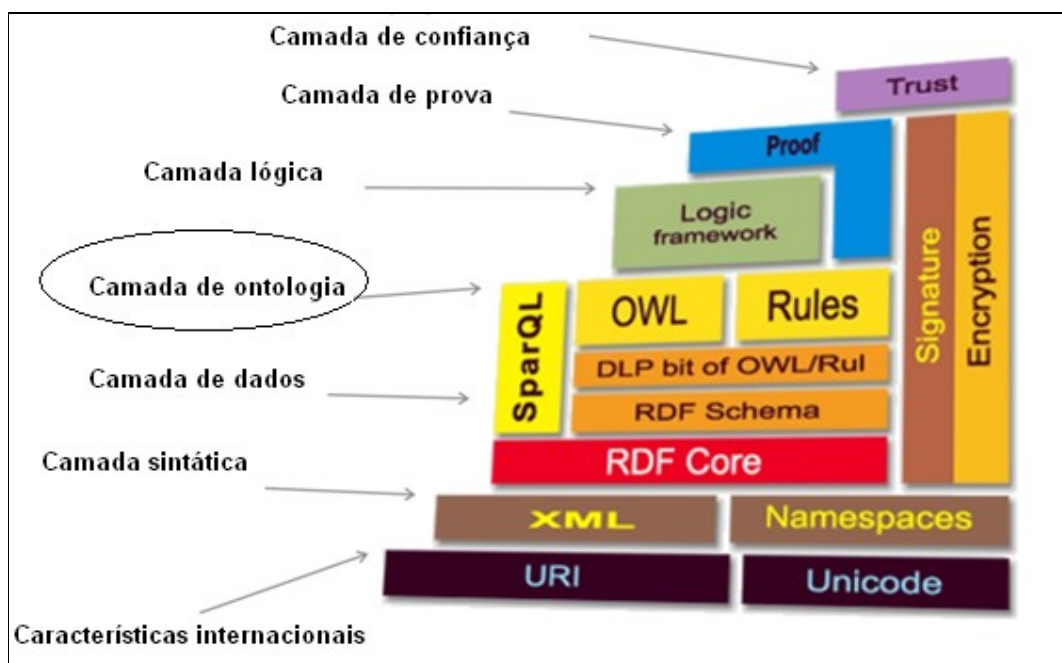 Camada de confiança
Trust
Camada de prova
Proof
Camada lógica
Logic
framework
Camada de ontologia
SparQL
OWL
Rules
Signature
Encryption
DLP bit of OWL/Rul
Camada de dados
RDF Schema
Camada sintática
RDF Core
XML
Namespaces
URI
Unicode
Características internacionais